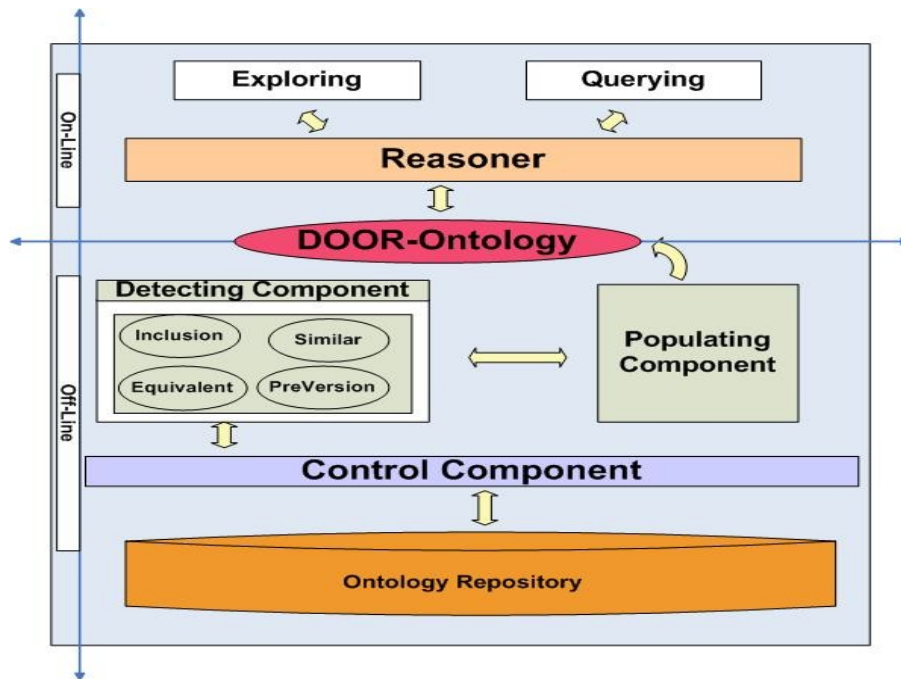 Exploring
Querying
On-Line
Reasoner
DOOR-Ontology
Detecting Component
Inclusion
Similar
Equivalent
PreVersion
Populating
Component
Off-Line
Control Component
Ontology Repository